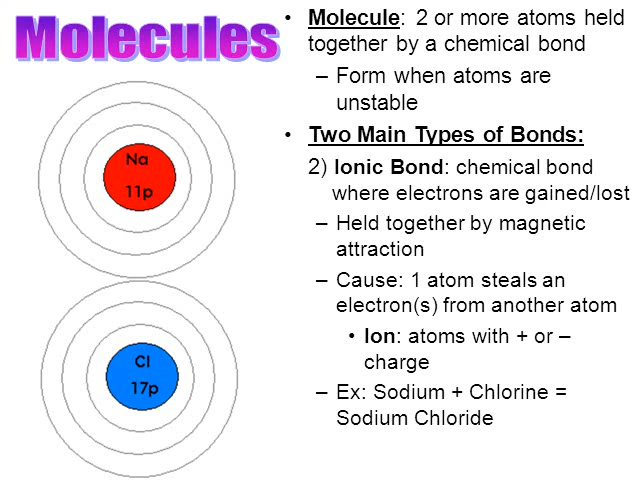 Molecules
• Molecule: 2 or more atoms held
together by a chemical bond
– Form when atoms are
unstable
• Two Main Types of Bonds:
2) Ionic Bond: chemical bond
where electrons are gained/lost
– Held together by magnetic
attraction
– Cause: 1 atom steals an
electron(s) from another atom
• Ion: atoms with + or –
charge
– Ex: Sodium + Chlorine =
Sodium Chloride
Na
11p
Cl
17p